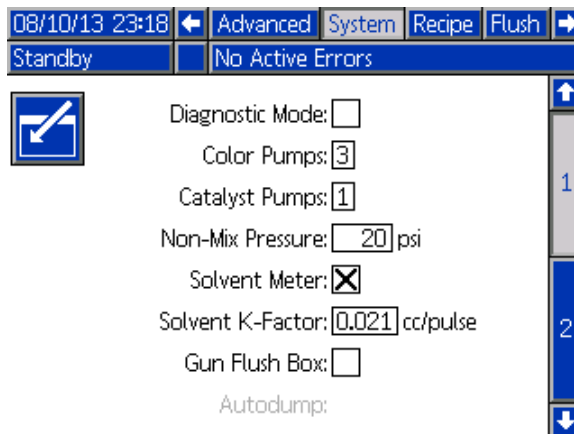 08/10/13 23:18 Advanced System Recipe Flush
Standby No Active Errors
Diagnostic Mode:
Color Pumps: 3
Catalyst Pumps: 1
Non-Mix Pressure: 20 psi
Solvent Meter:
Solvent K-Factor: 0.021 cc/pulse
Gun Flush Box:
Autodump:
1
2